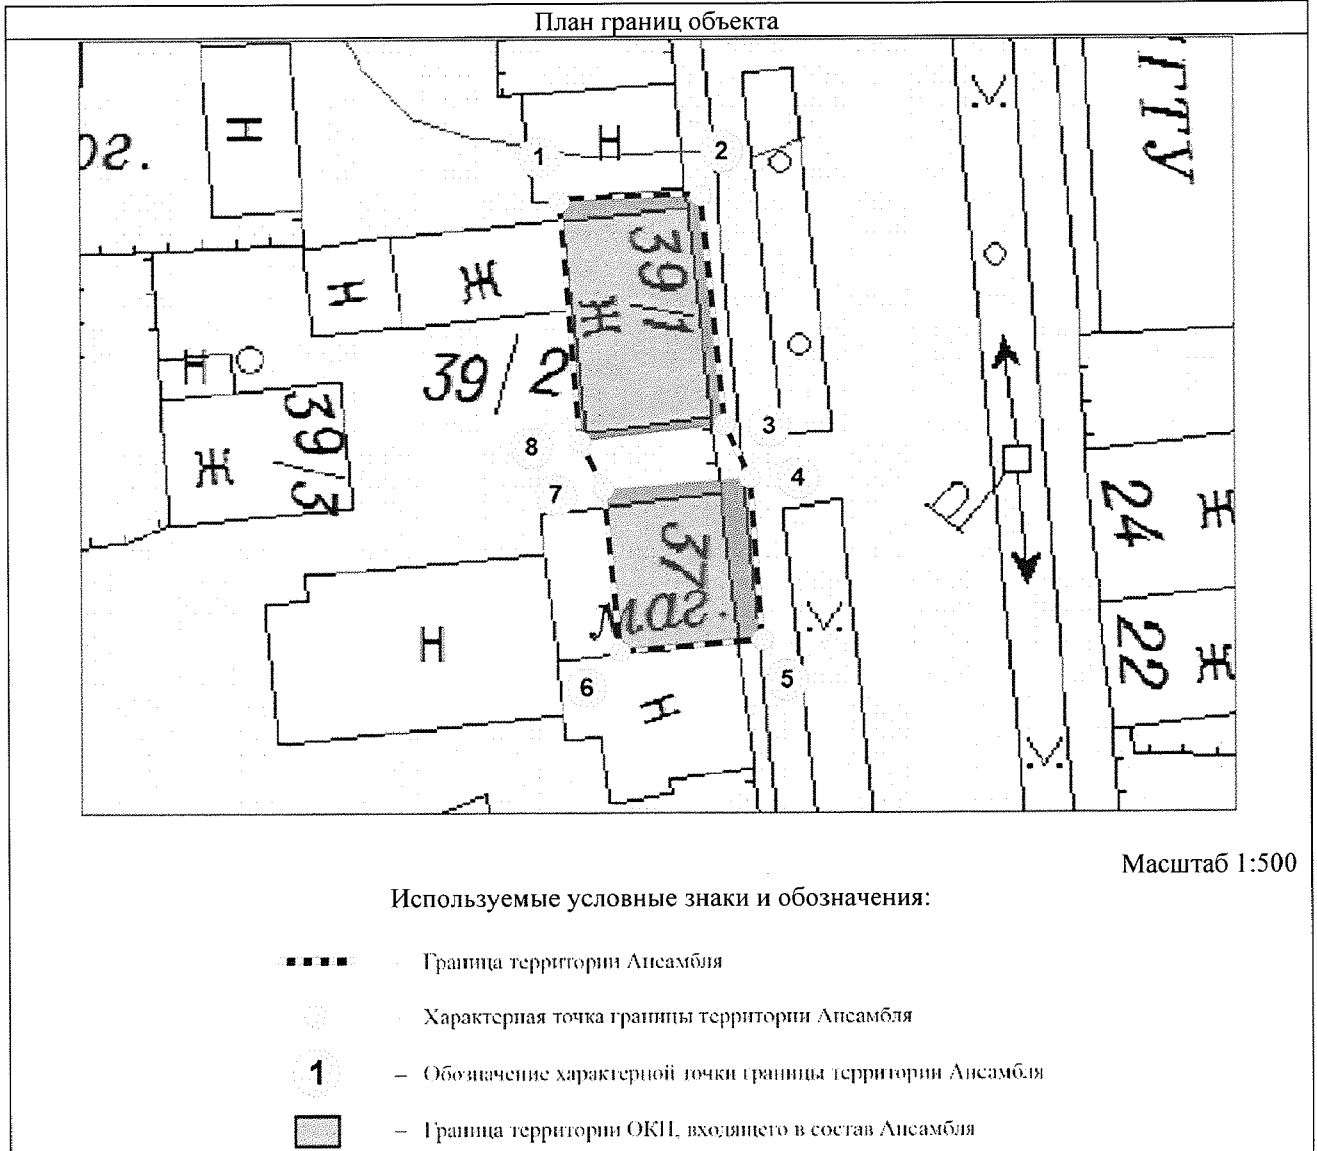 План границ объекта
ог.
Н
Н
1
2
ГТУ
39/1
Ж
Н
Ж
39/2
Н
39/3
Ж
8
3
7
4
37
маг.
Н
6
5
Н
24
Ж
22
Ж
Масштаб 1:500
Используемые условные знаки и обозначения:
Граница территории Ансамбля
Характерная точка границы территории Ансамбля
1 – Обозначение характерной точки границы территории Ансамбля
– Граница территории ОКН, входящего в состав Ансамбля